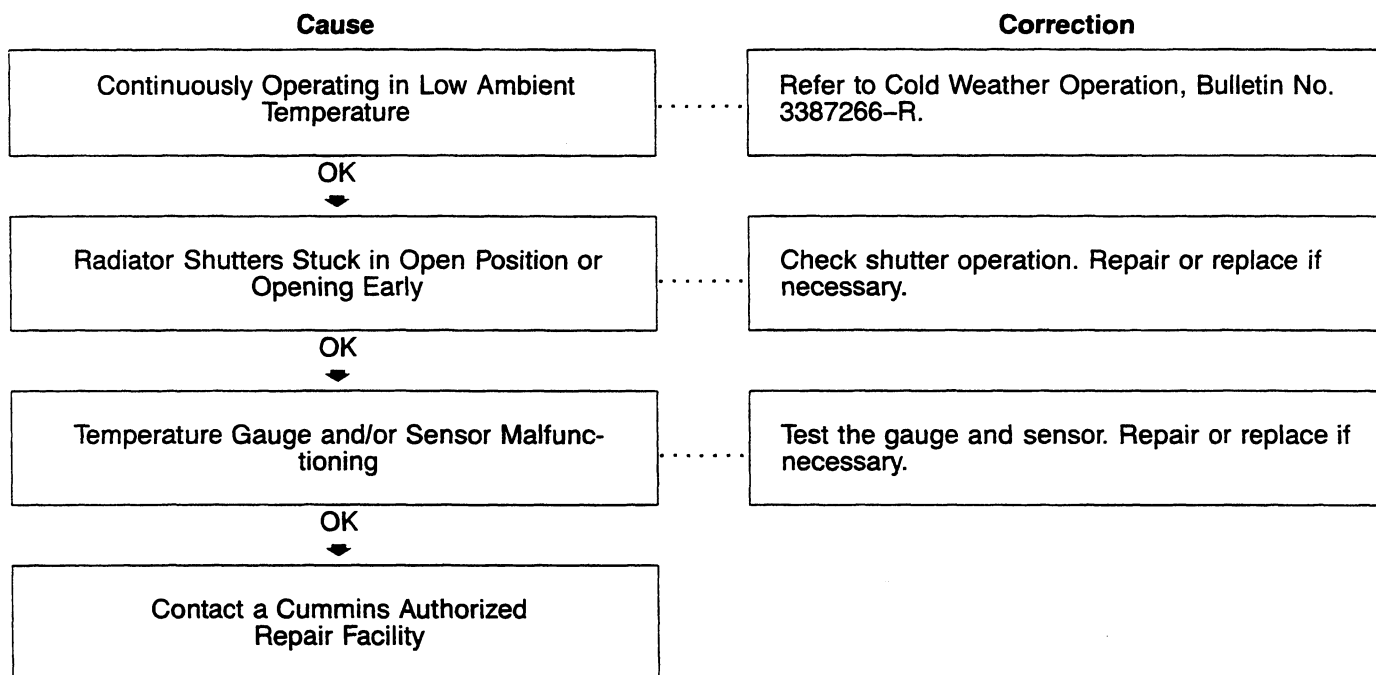 Cause
Correction
Continuously Operating in Low Ambient
Temperature
Refer to Cold Weather Operation, Bulletin No.
3387266–R.
OK
Radiator Shutters Stuck in Open Position or
Opening Early
Check shutter operation. Repair or replace if
necessary.
OK
Temperature Gauge and/or Sensor Malfunc-
tioning
Test the gauge and sensor. Repair or replace if
necessary.
OK
Contact a Cummins Authorized
Repair Facility